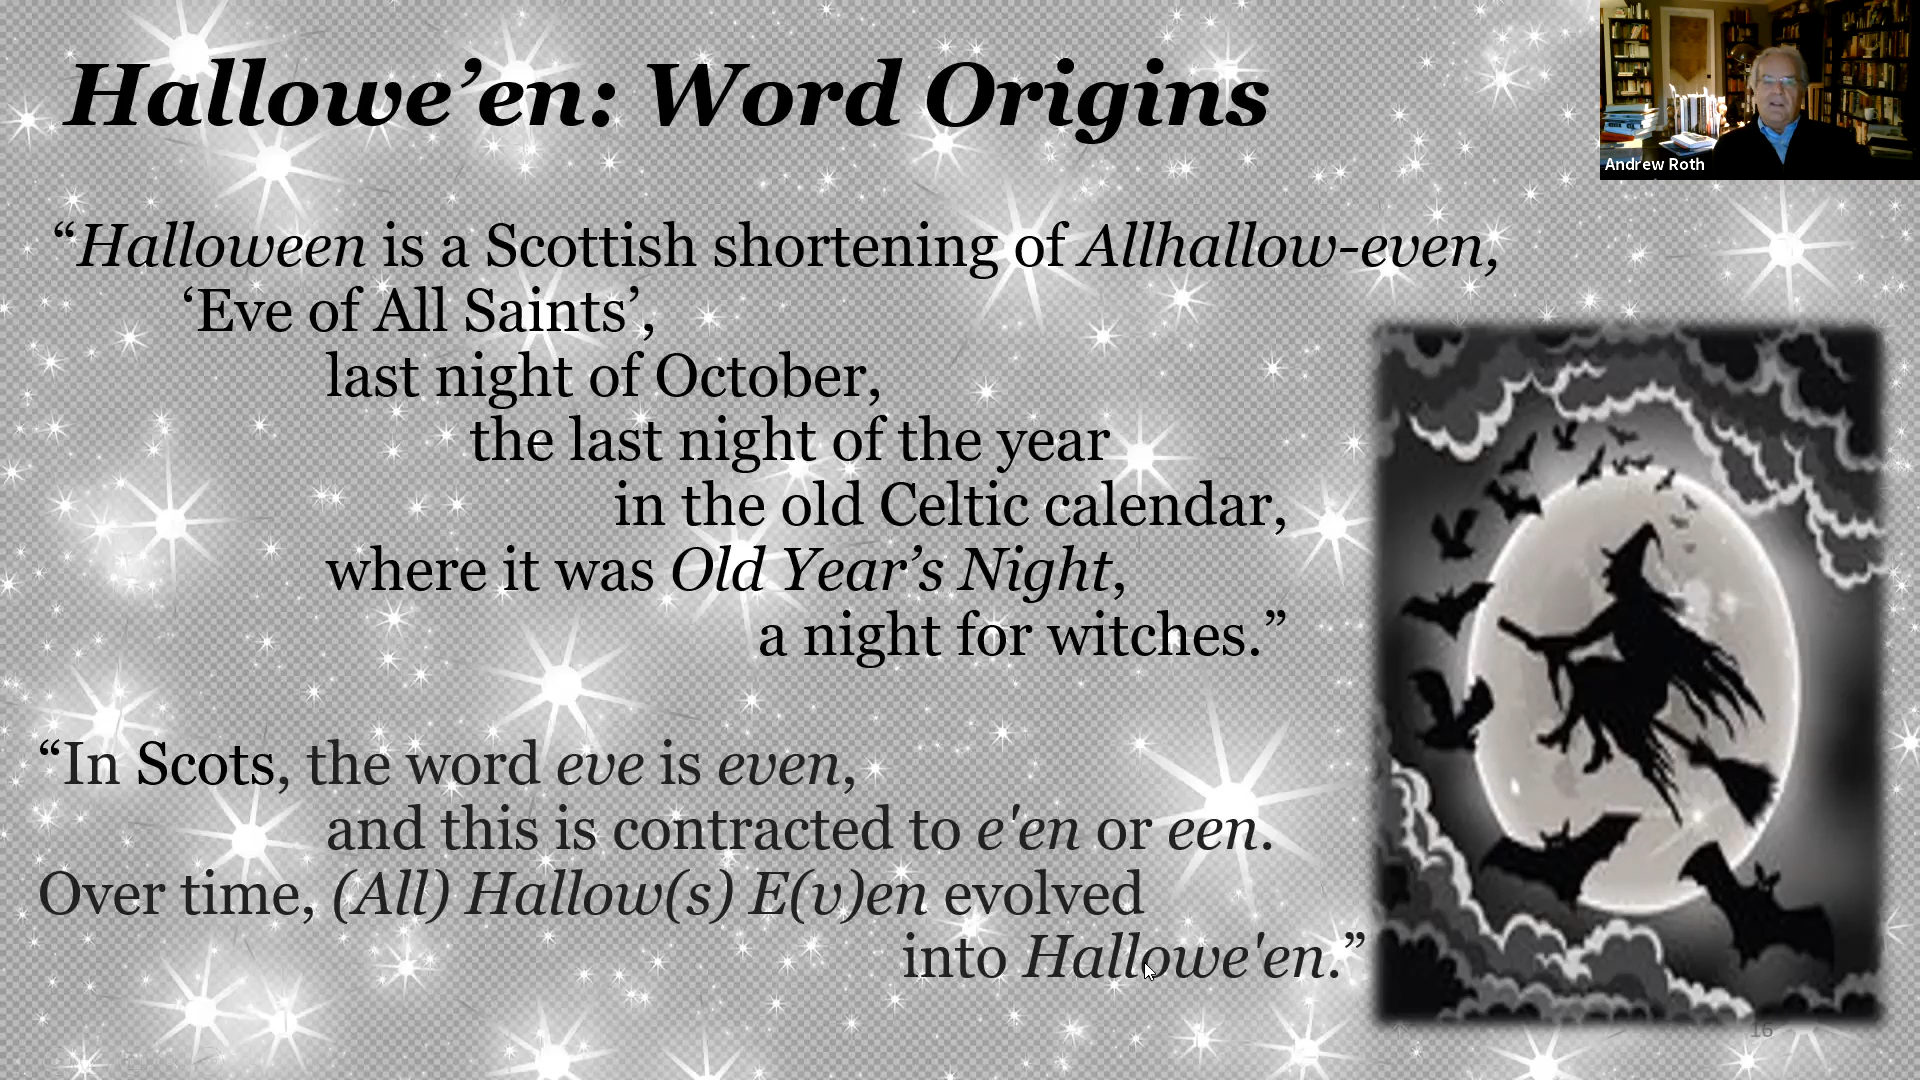 Hallowe’en: Word Origins
Andrew Roth
“Halloween is a Scottish shortening of Allhallow-even,
‘Eve of All Saints’,
last night of October,
the last night of the year
in the old Celtic calendar,
where it was Old Year’s Night,
a night for witches.”
“In Scots, the word eve is even,
and this is contracted to e'en or een.
Over time, (All) Hallow(s) E(v)en evolved
into Hallowe'en.”
16